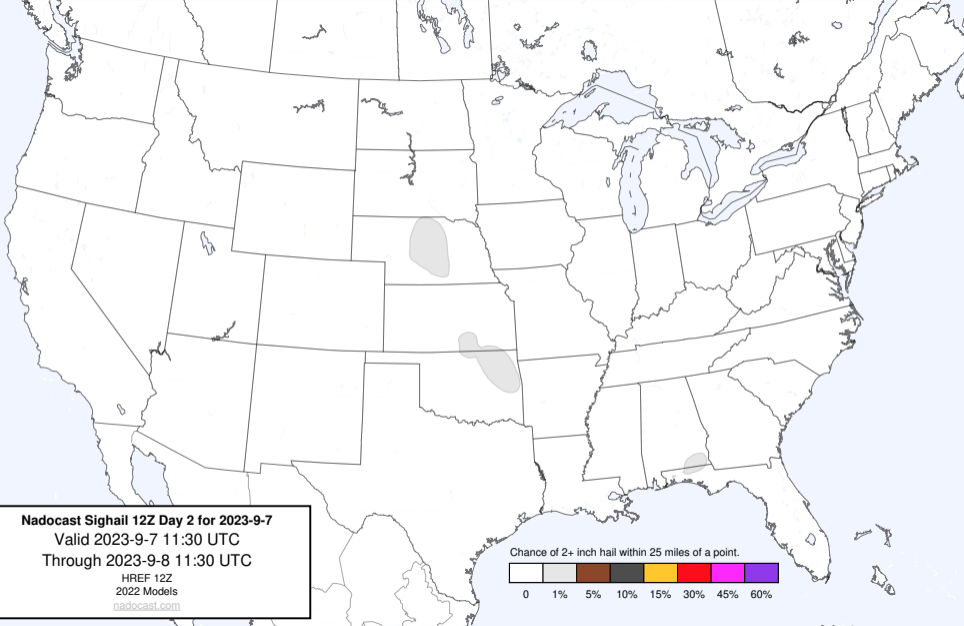 Nadocast Sighail 12Z Day 2 for 2023-9-7
Valid 2023-9-7 11:30 UTC
Through 2023-9-8 11:30 UTC
HREF 12Z
2022 Models
nadocast.com
Chance of 2+ inch hail within 25 miles of a point.
0 1% 5% 10% 15% 30% 45% 60%